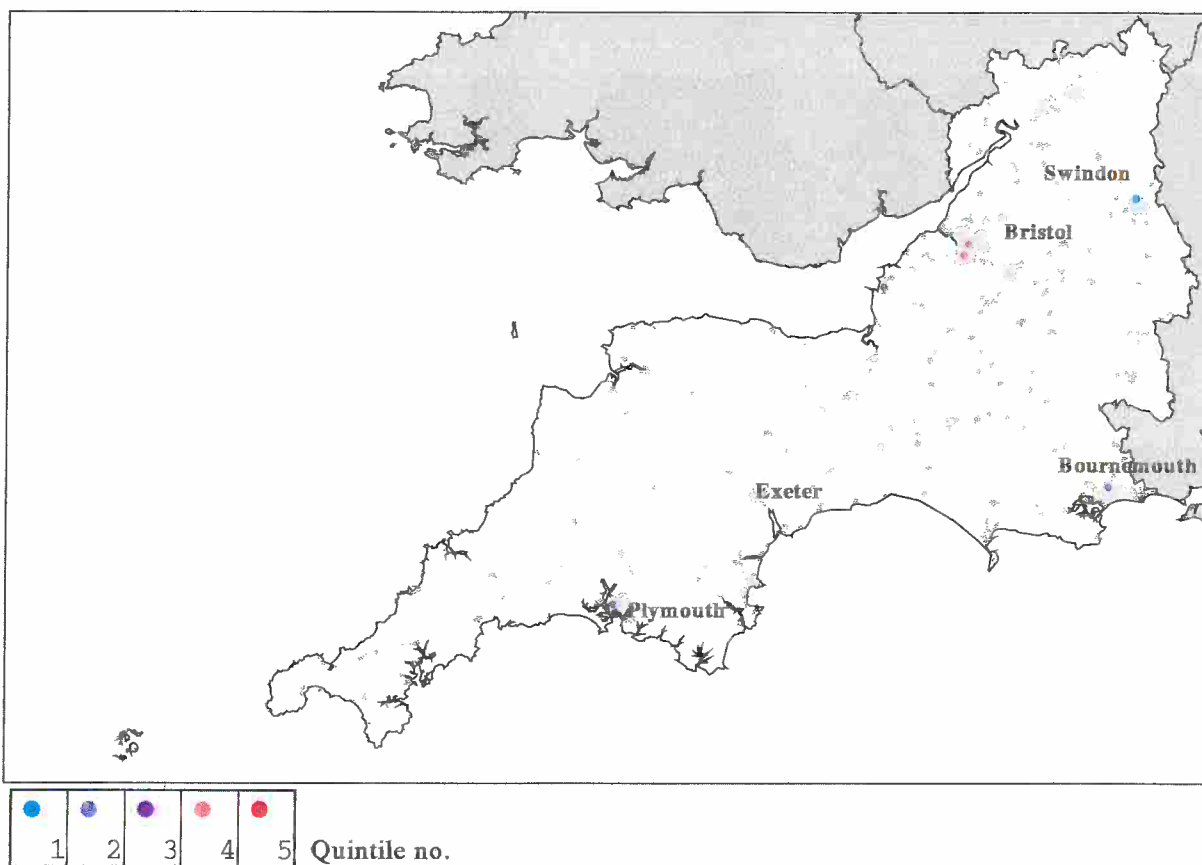 Swindon
Bristol
Bournemouth
Exeter
Plymouth
1 2 3 4 5 Quintile no.